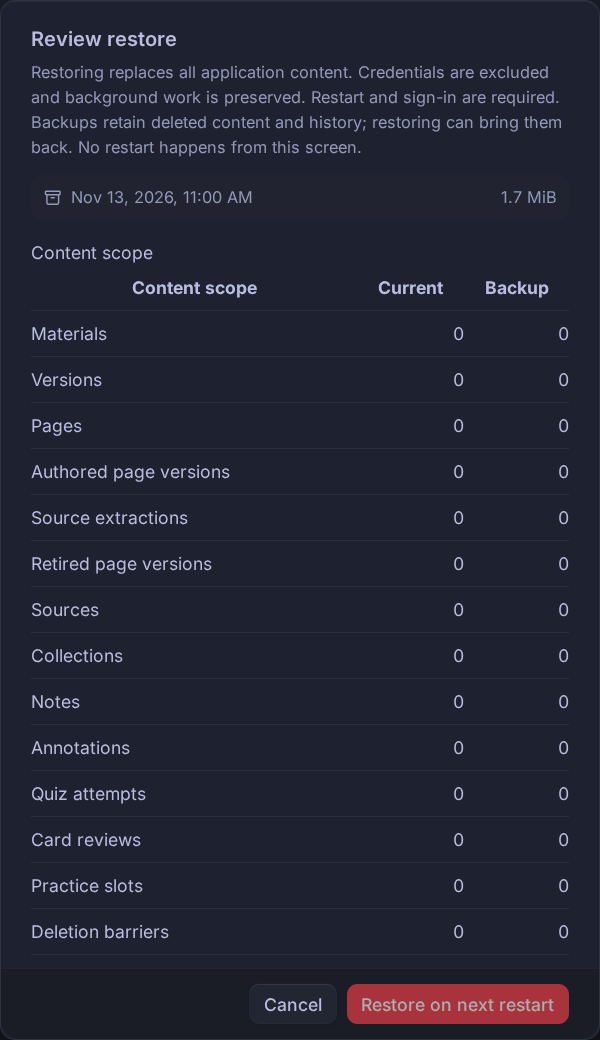 Review restore
Restoring replaces all application content. Credentials are excluded
and background work is preserved. Restart and sign-in are required.
Backups retain deleted content and history; restoring can bring them
back. No restart happens from this screen.
Nov 13, 2026, 11:00 AM 1.7 MiB
Content scope
Content scope Current Backup
Materials 0 0
Versions 0 0
Pages 0 0
Authored page versions 0 0
Source extractions 0 0
Retired page versions 0 0
Sources 0 0
Collections 0 0
Notes 0 0
Annotations 0 0
Quiz attempts 0 0
Card reviews 0 0
Practice slots 0 0
Deletion barriers 0 0
Cancel Restore on next restart